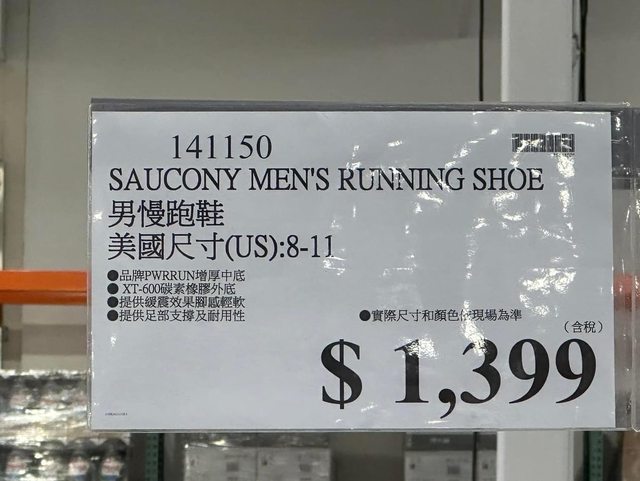 141150
SAUCONY MEN'S RUNNING SHOE
男慢跑鞋
美國尺寸(US):8-11
●品牌PWRRUN增厚中底
●XT-600碳素橡膠外底
●提供緩震效果腳感輕軟
●提供足部支撐及耐用性
●實際尺寸和顏色依現場為準
(含稅)
$ 1,399